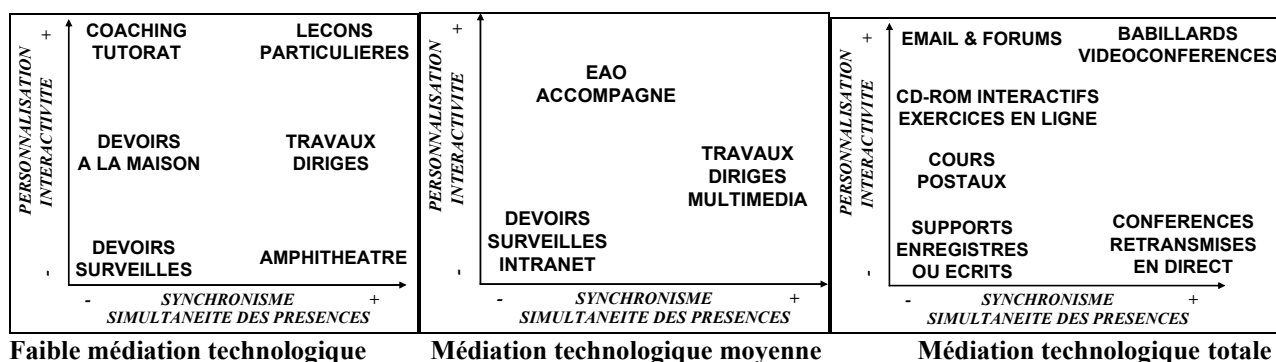 PERSONNALISATION
INTERACTIVITE
+
-
COACHING
TUTORAT
LECONS
PARTICULIERES
DEVOIRS
A LA MAISON
TRAVAUX
DIRIGES
DEVOIRS
SURVEILLES
AMPHITHEATRE
- SYNCHRONISME +
SIMULTANEITE DES PRESENCES
Faible médiation technologique
PERSONNALISATION
INTERACTIVITE
+
-
EAO
ACCOMPAGNE
TRAVAUX
DIRIGES
MULTIMEDIA
DEVOIRS
SURVEILLES
INTRANET
- SYNCHRONISME +
SIMULTANEITE DES PRESENCES
Médiation technologique moyenne
PERSONNALISATION
INTERACTIVITE
+
-
EMAIL & FORUMS
BABILLARDS
VIDEOCONFERENCES
CD-ROM INTERACTIFS
EXERCICES EN LIGNE
COURS
POSTAUX
SUPPORTS
ENREGISTRES
OU ECRITS
CONFERENCES
RETRANSMISES
EN DIRECT
- SYNCHRONISME +
SIMULTANEITE DES PRESENCES
Médiation technologique totale